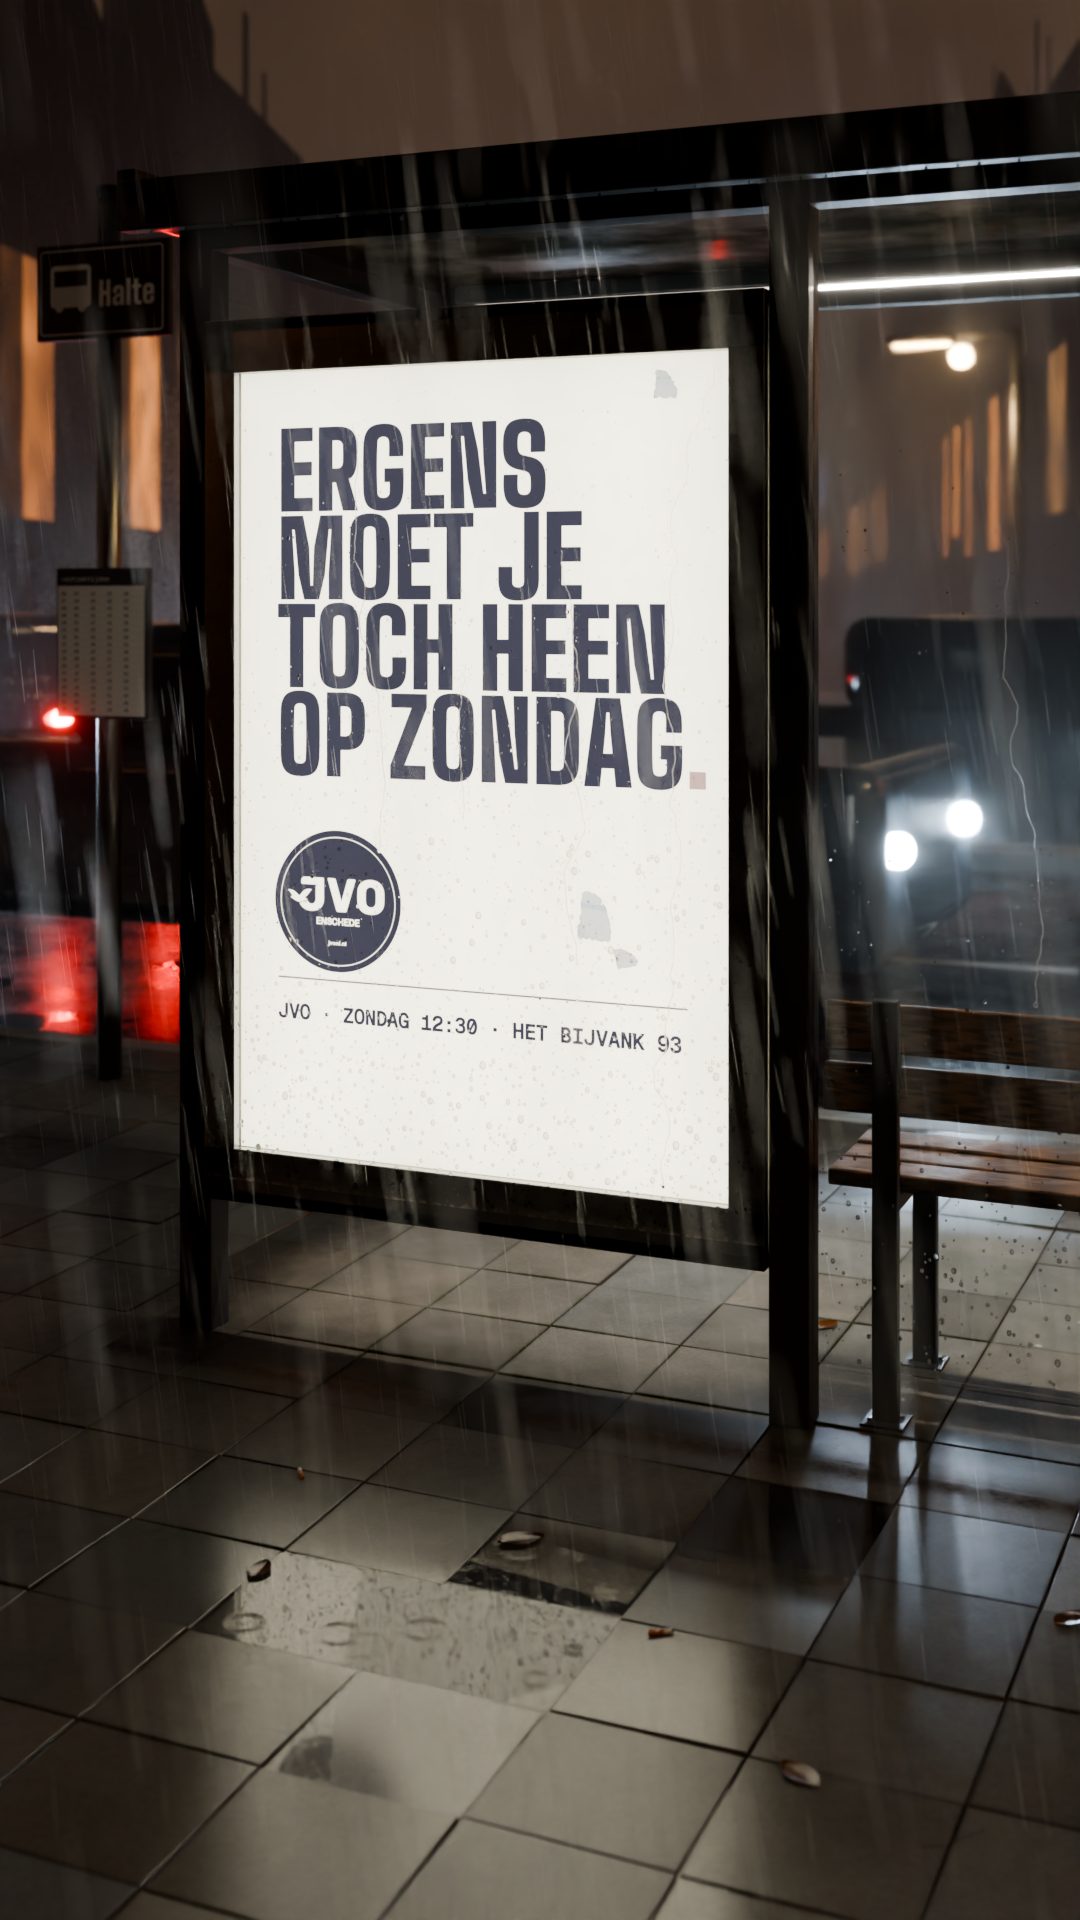 Halte
ERGENS
MOET JE
TOCH HEEN
OP ZONDAG.
JVO
ENSCHEDE
JVO · ZONDAG 12:30 · HET BIJVANK 93